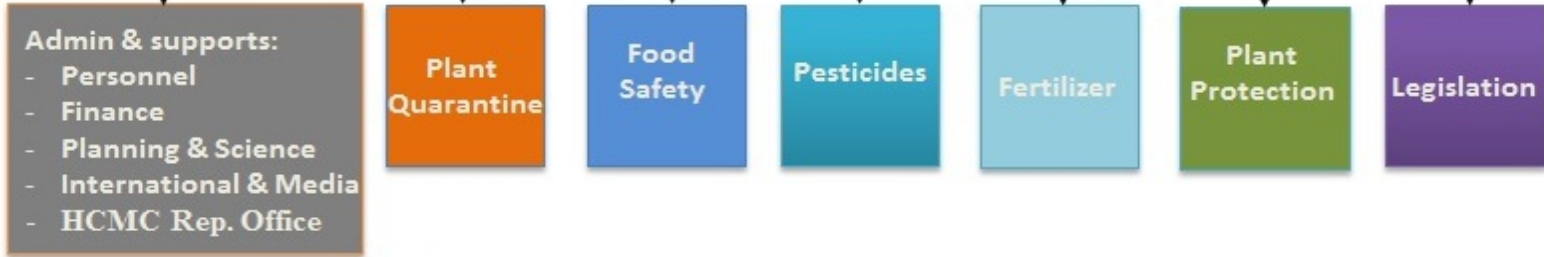 Admin & supports:
- Personnel
- Finance
- Planning & Science
- International & Media
- HCMC Rep. Office
Plant
Quarantine
Food
Safety
Pesticides
Fertilizer
Plant
Protection
Legislation